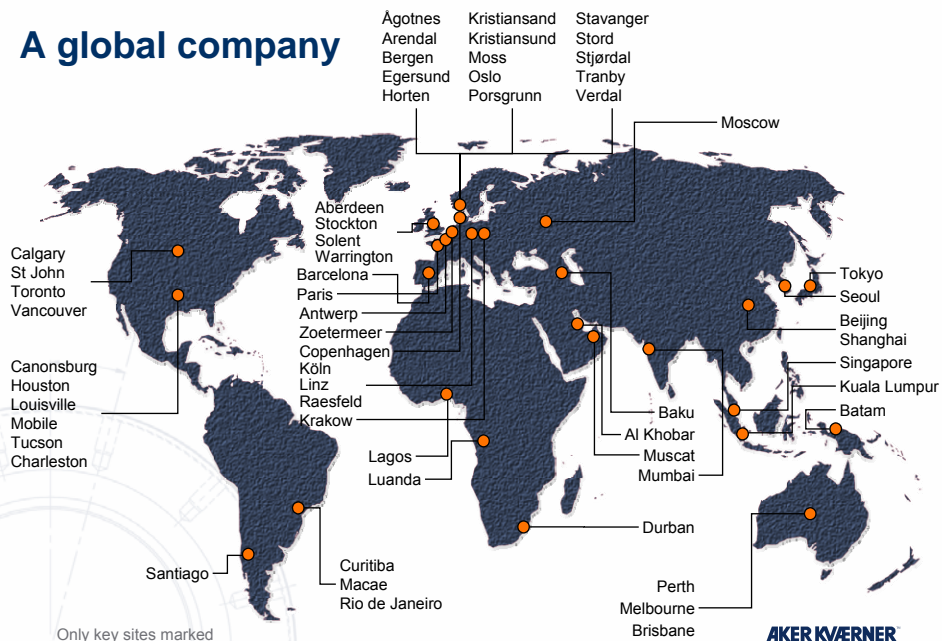 A global company
Ågotnes
Arendal
Bergen
Egersund
Horten
Kristiansand
Kristiansund
Moss
Oslo
Porsgrunn
Stavanger
Stord
Stjørdal
Tranby
Verdal
Moscow
Aberdeen
Stockton
Solent
Warrington
Barcelona
Paris
Antwerp
Zoetermeer
Copenhagen
Köln
Linz
Raesfeld
Krakow
Calgary
St John
Toronto
Vancouver
Canonsburg
Houston
Louisville
Mobile
Tucson
Charleston
Tokyo
Seoul
Beijing
Shanghai
Singapore
Kuala Lumpur
Batam
Baku
Al Khobar
Muscat
Mumbai
Lagos
Luanda
Durban
Santiago
Curitiba
Macae
Rio de Janeiro
Perth
Melbourne
Brisbane
Only key sites marked
AKER KVÆRNER™